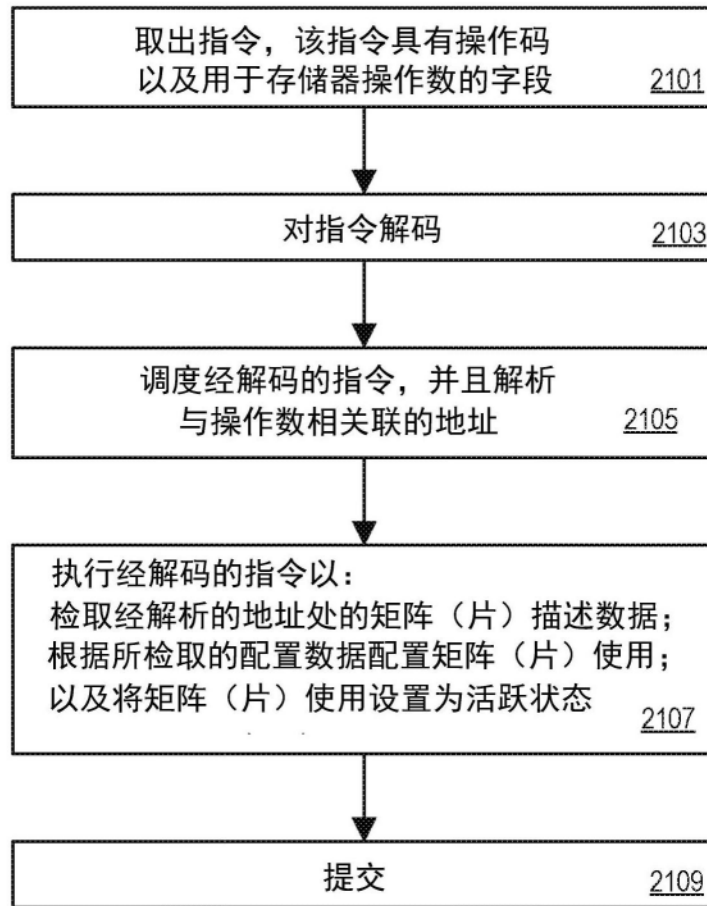 取出指令，该指令具有操作码
以及用于存储器操作数的字段
2101
对指令解码
2103
调度经解码的指令，并且解析
与操作数相关联的地址
2105
执行经解码的指令以：
检取经解析的地址处的矩阵（片）描述数据；
根据所检取的配置数据配置矩阵（片）使用；
以及将矩阵（片）使用设置为活跃状态
2107
提交
2109